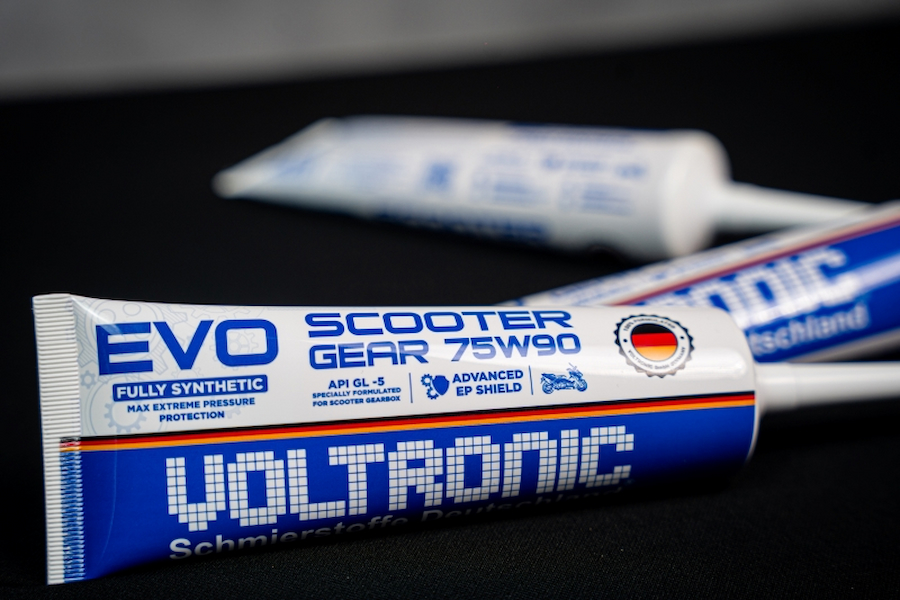 EVO
SCOOTER
GEAR 75W90
FULLY SYNTHETIC
MAX EXTREME PRESSURE
PROTECTION
API GL -5
SPECIALLY FORMULATED
FOR SCOOTER GEARBOX
ADVANCED
EP SHIELD
VOLTRONIC
Schmierstoffe Deutschland